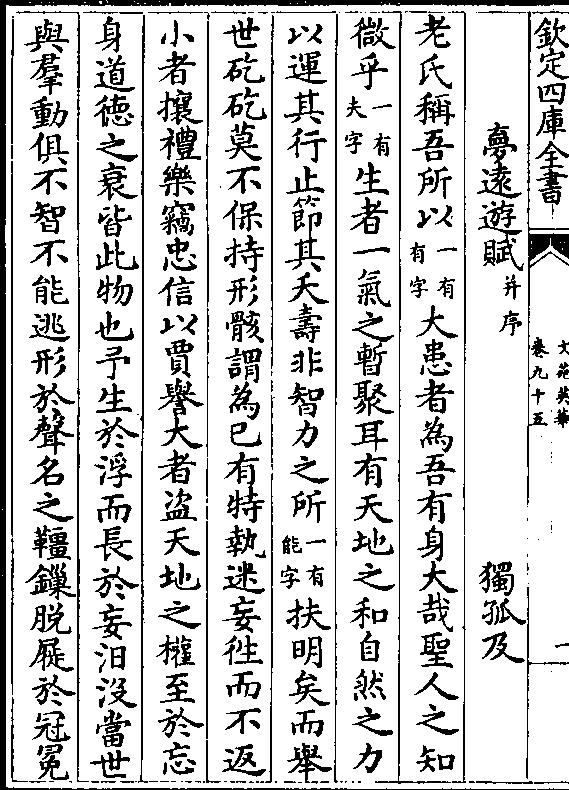 欽定四庫全書
文苑英華
卷九十五
一
夢遠遊賦并序 獨孤及
老氏稱吾所以一有有字大患者為吾有身大哉聖人之知
微乎一有夫字生者一氣之暫聚耳有天地之和自然之力
以運其行止節其夭壽非智力之所一有能字扶明矣而舉
世矻矻莫不保持形骸謂為已有特執迷妄徃而不返
小者攘禮樂竊忠信以賈譽大者盜天地之權至於忘
身道德之衰皆此物也予生於浮而長於妄汨没當世
與羣動俱不智不能逃形於聲名之韁鏁脱屣於冠冕